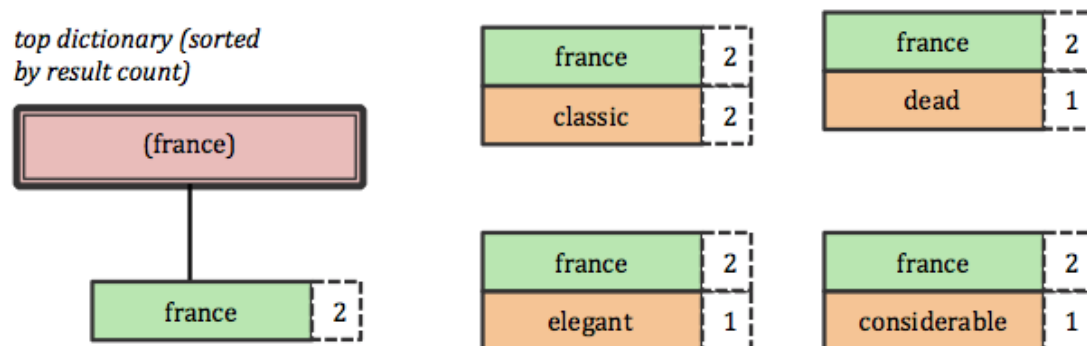 top dictionary (sorted
by result count)
(france)
france 2
france 2
classic 2
france 2
dead 1
france 2
elegant 1
france 2
considerable 1